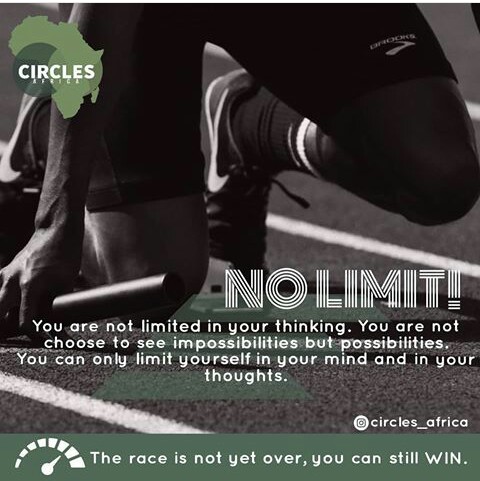 BROOKS
CIRCLES
AFRICA
NO LIMIT!
You are not limited in your thinking. You are not
choose to see impossibilities but possibilities.
You can only limit yourself in your mind and in your
thoughts.
circles_africa
The race is not yet over, you can still WIN.